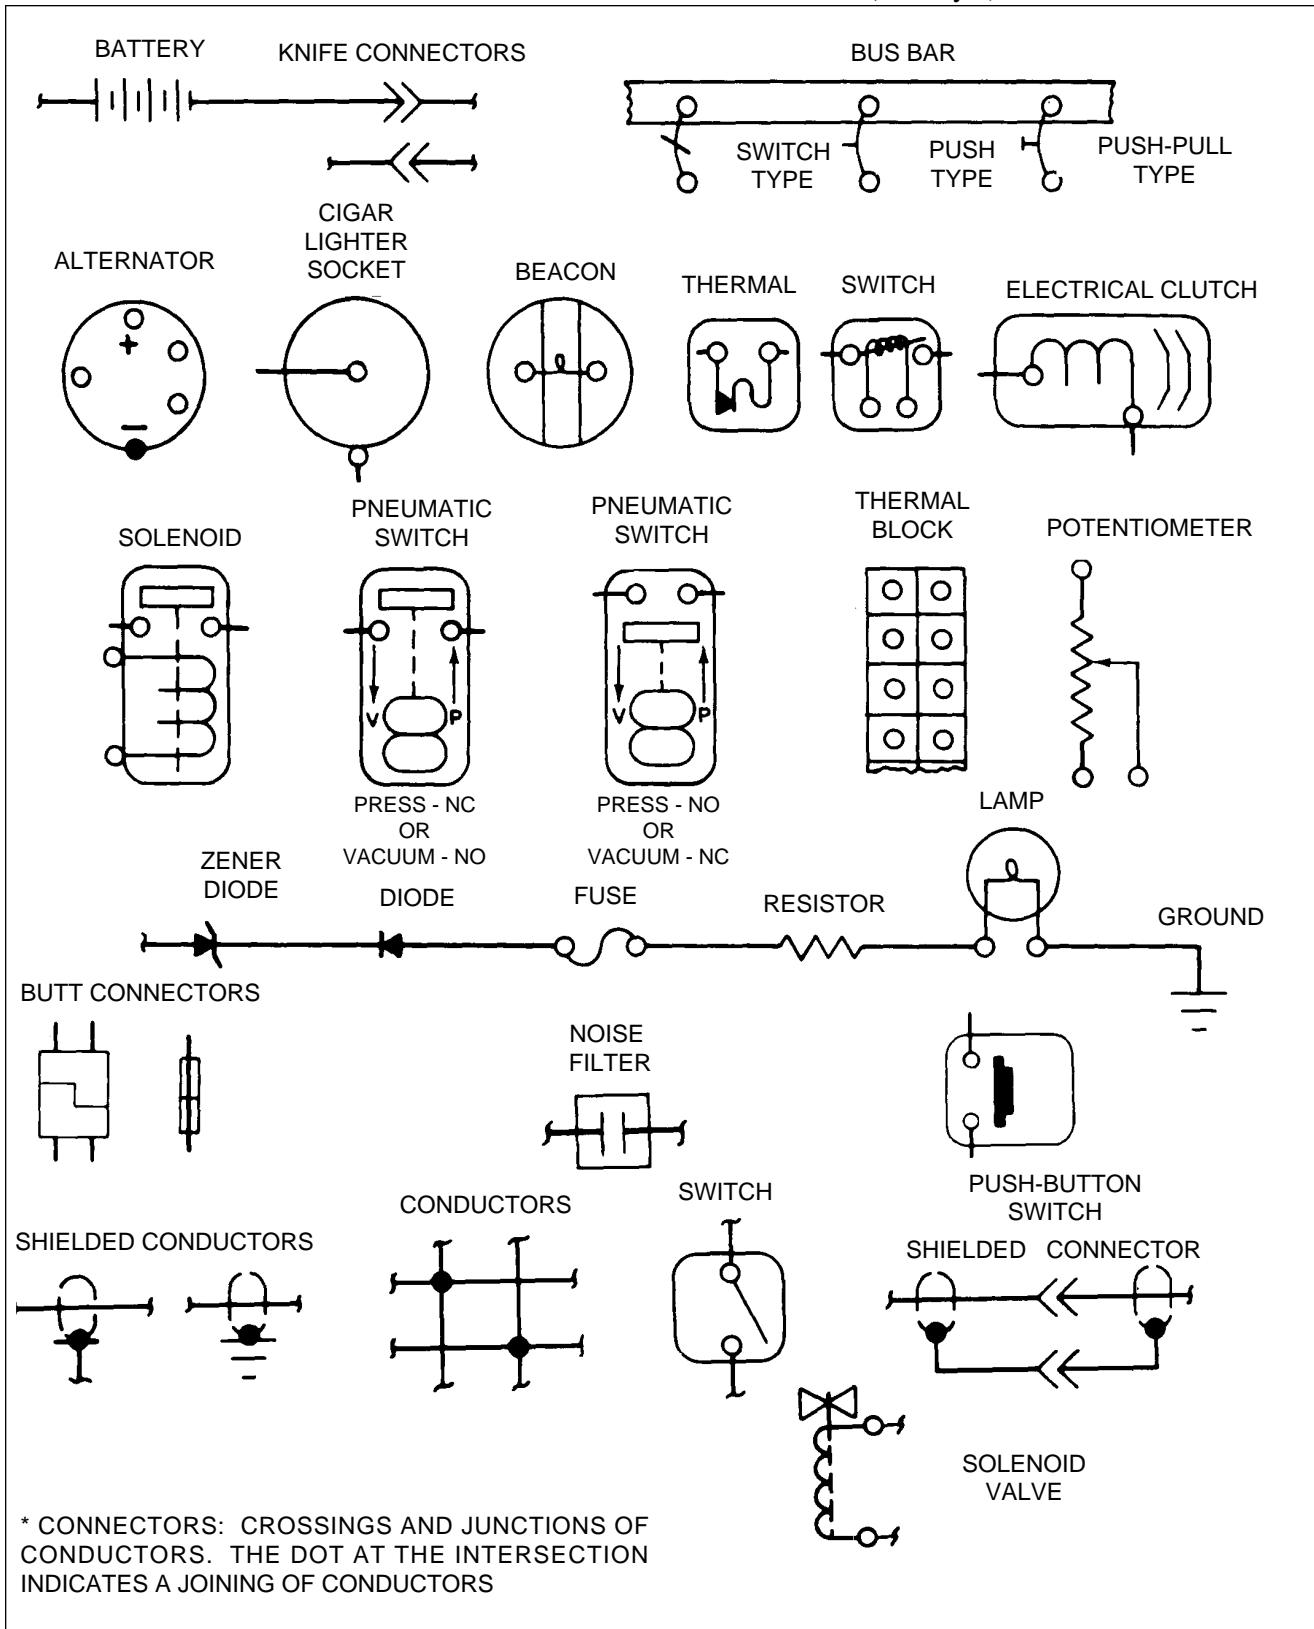 BATTERY
KNIFE CONNECTORS
BUS BAR
SWITCH
TYPE
PUSH
TYPE
PUSH-PULL
TYPE
CIGAR
LIGHTER
SOCKET
ALTERNATOR
BEACON
THERMAL
SWITCH
ELECTRICAL CLUTCH
+
–
SOLENOID
PNEUMATIC
SWITCH
PNEUMATIC
SWITCH
THERMAL
BLOCK
POTENTIOMETER
V
P
V
P
PRESS - NC
OR
VACUUM - NO
PRESS - NO
OR
VACUUM - NC
LAMP
ZENER
DIODE
DIODE
FUSE
RESISTOR
GROUND
BUTT CONNECTORS
NOISE
FILTER
PUSH-BUTTON
SWITCH
CONDUCTORS
SWITCH
SHIELDED CONDUCTORS
SHIELDED CONNECTOR
SOLENOID
VALVE
* CONNECTORS: CROSSINGS AND JUNCTIONS OF
CONDUCTORS. THE DOT AT THE INTERSECTION
INDICATES A JOINING OF CONDUCTORS